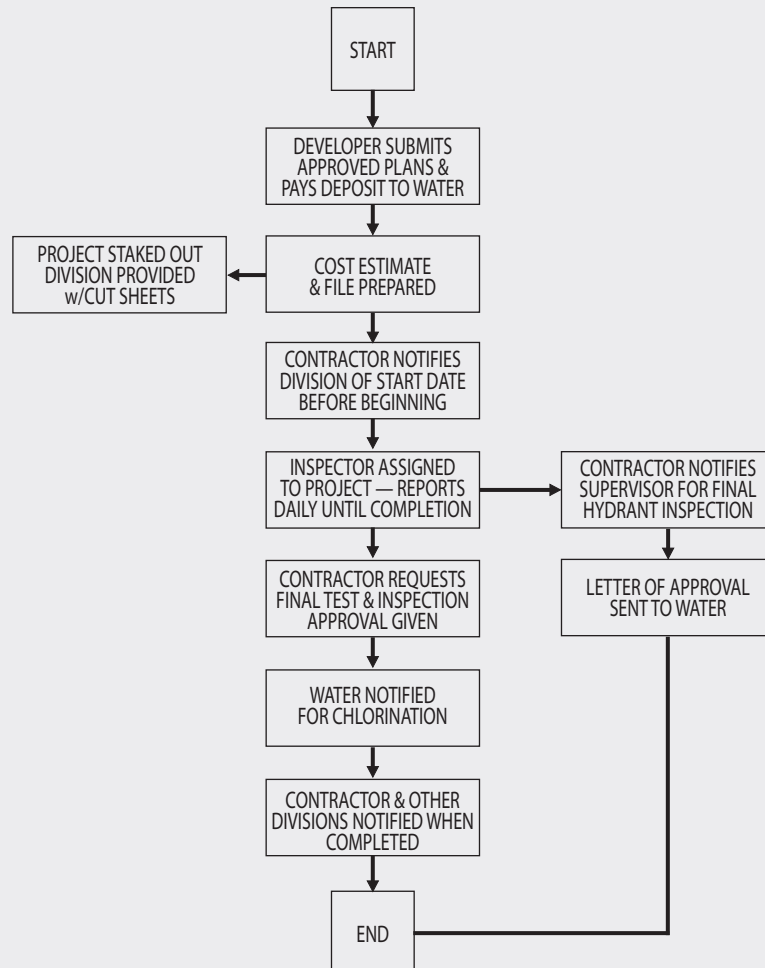 START
DEVELOPER SUBMITS
APPROVED PLANS &
PAYS DEPOSIT TO WATER
PROJECT STAKED OUT
DIVISION PROVIDED
w/CUT SHEETS
COST ESTIMATE
& FILE PREPARED
CONTRACTOR NOTIFIES
DIVISION OF START DATE
BEFORE BEGINNING
INSPECTOR ASSIGNED
TO PROJECT — REPORTS
DAILY UNTIL COMPLETION
CONTRACTOR NOTIFIES
SUPERVISOR FOR FINAL
HYDRANT INSPECTION
CONTRACTOR REQUESTS
FINAL TEST & INSPECTION
APPROVAL GIVEN
LETTER OF APPROVAL
SENT TO WATER
WATER NOTIFIED
FOR CHLORINATION
CONTRACTOR & OTHER
DIVISIONS NOTIFIED WHEN
COMPLETED
END